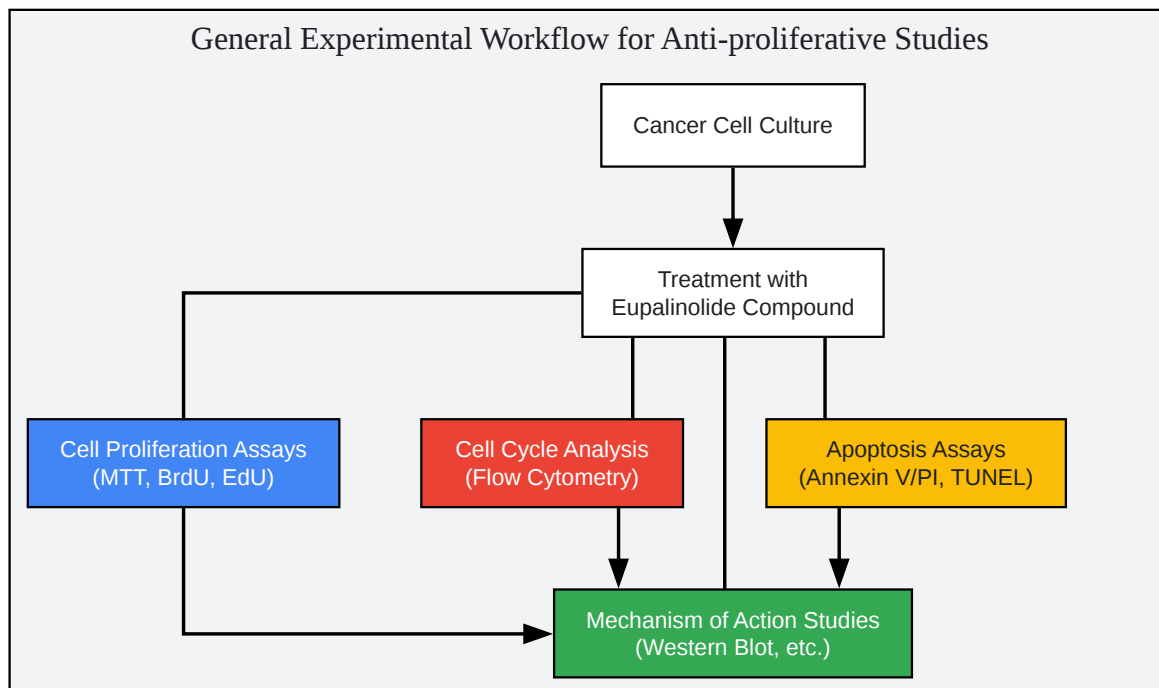 General Experimental Workflow for Anti-proliferative Studies
Cancer Cell Culture
Treatment with
Eupalinolide Compound
Cell Proliferation Assays
(MTT, BrdU, EdU)
Cell Cycle Analysis
(Flow Cytometry)
Apoptosis Assays
(Annexin V/PI, TUNEL)
Mechanism of Action Studies
(Western Blot, etc.)